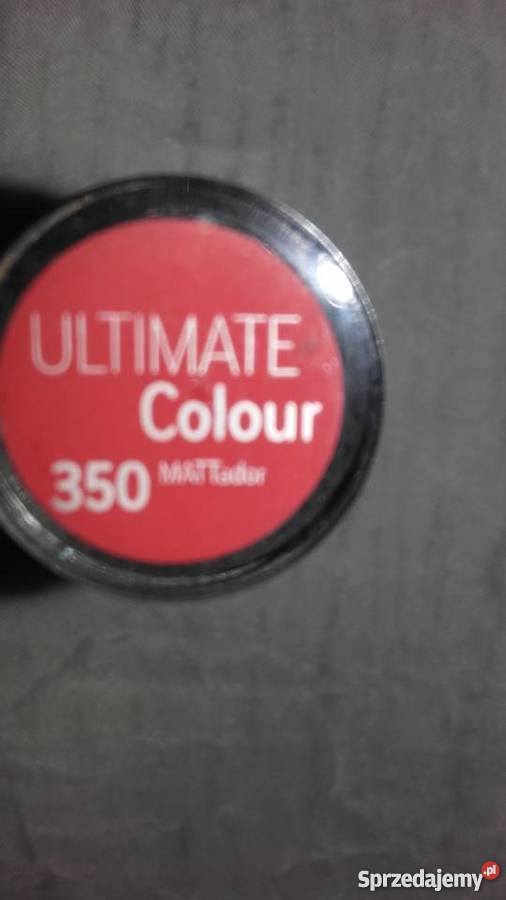 ULTIMATE
Colour
350 MATTador
Sprzedajemy.pl